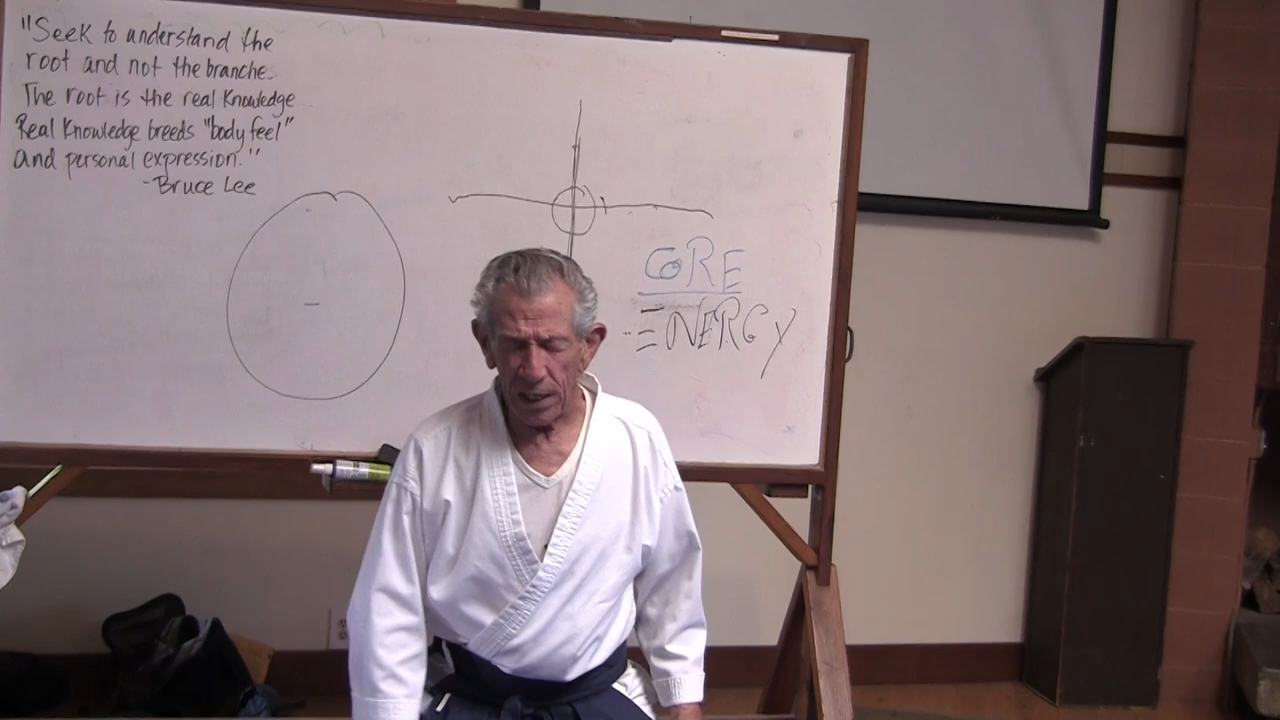 "Seek to understand the
root and not the branche.
The root is the real Knowledge
Real Knowledge breeds "body feel"
and personal expression."
-Bruce Lee
CORE
ENERGY